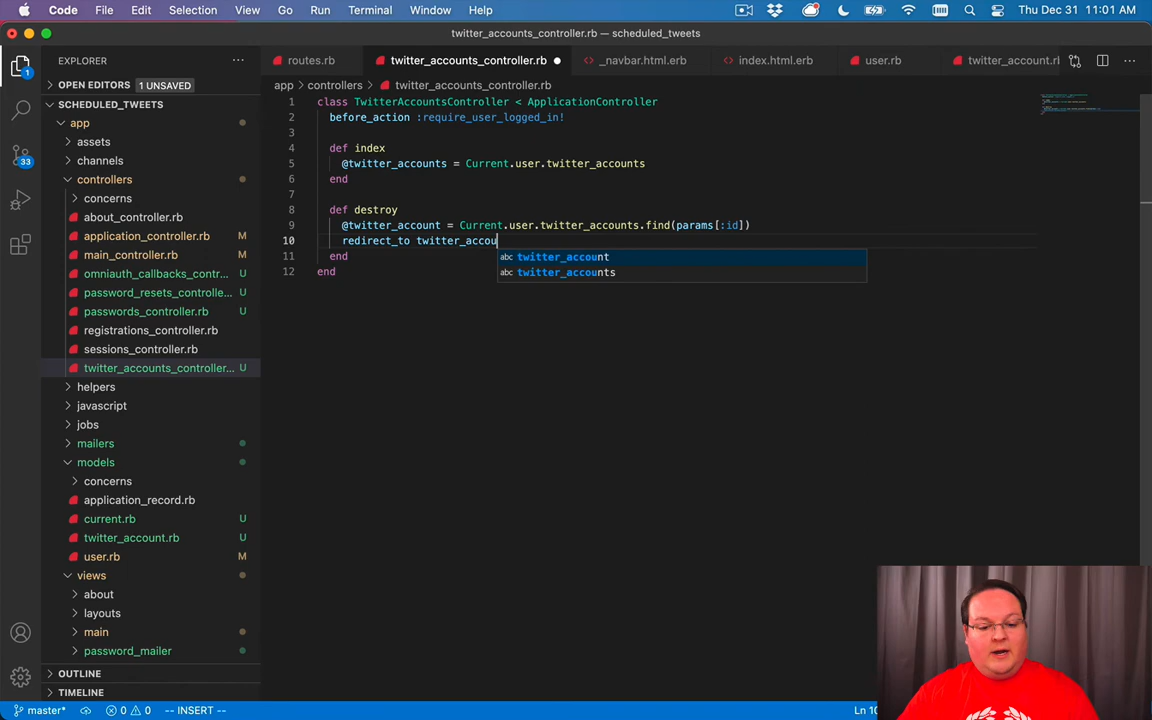 Code File Edit Selection View Go Run Terminal Window Help Thu Dec 31 11:01 AM
twitter_accounts_controller.rb — scheduled_tweets
EXPLORER
routes.rb twitter_accounts_controller.rb _navbar.html.erb index.html.erb user.rb twitter_account.r
OPEN EDITORS 1 UNSAVED
app > controllers > twitter_accounts_controller.rb
SCHEDULED_TWEETS
app
assets
channels
controllers
concerns
about_controller.rb
application_controller.rb M
main_controller.rb M
omniauth_callbacks_contr... U
password_resets_controlle... U
passwords_controller.rb U
registrations_controller.rb
sessions_controller.rb
twitter_accounts_controller... U
helpers
javascript
jobs
mailers
models
concerns
application_record.rb
current.rb U
twitter_account.rb U
user.rb M
views
about
layouts
main
password_mailer
OUTLINE
TIMELINE
1
33
1 class TwitterAccountsController < ApplicationController
2 before_action :require_user_logged_in!
3
4 def index
5 @twitter_accounts = Current.user.twitter_accounts
6 end
7
8 def destroy
9 @twitter_account = Current.user.twitter_accounts.find(params[:id])
10 redirect_to twitter_accou
11 end
12 end
abc twitter_account
abc twitter_accounts
master* 0 0 -- INSERT -- Ln 10